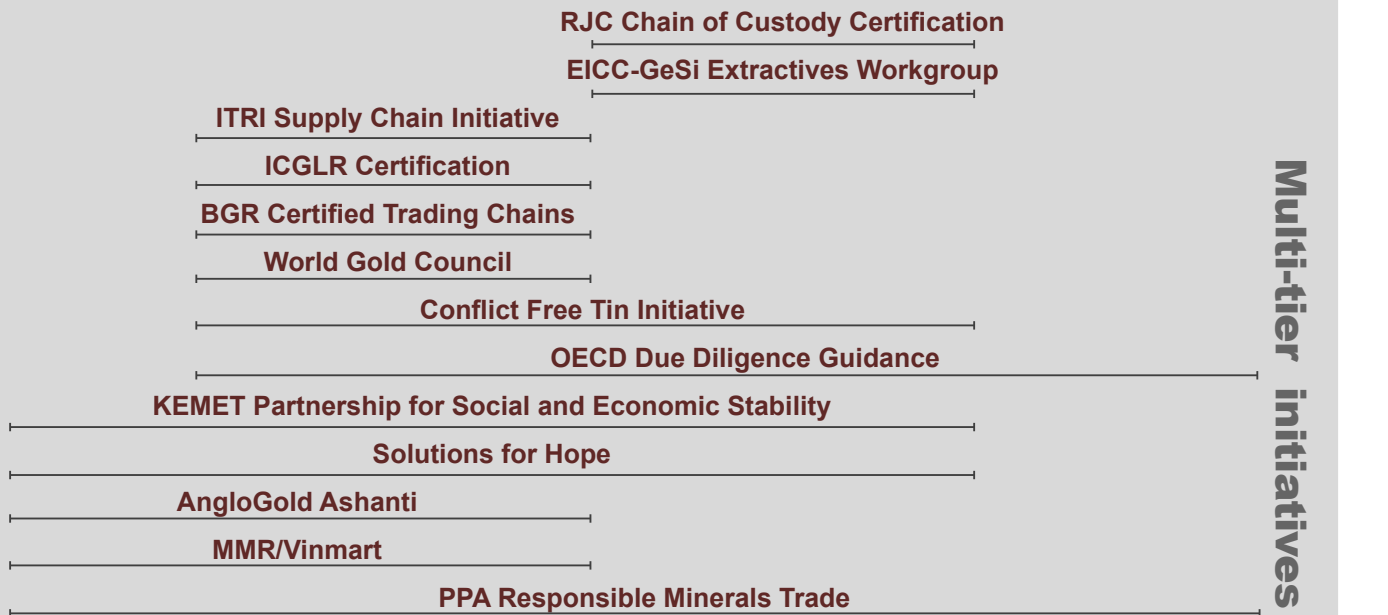 RJC Chain of Custody Certification
EICC-GeSi Extractives Workgroup
ITRI Supply Chain Initiative
ICGLR Certification
BGR Certified Trading Chains
World Gold Council
Conflict Free Tin Initiative
OECD Due Diligence Guidance
KEMET Partnership for Social and Economic Stability
Solutions for Hope
AngloGold Ashanti
MMR/Vinmart
PPA Responsible Minerals Trade
Multi-tier initiatives